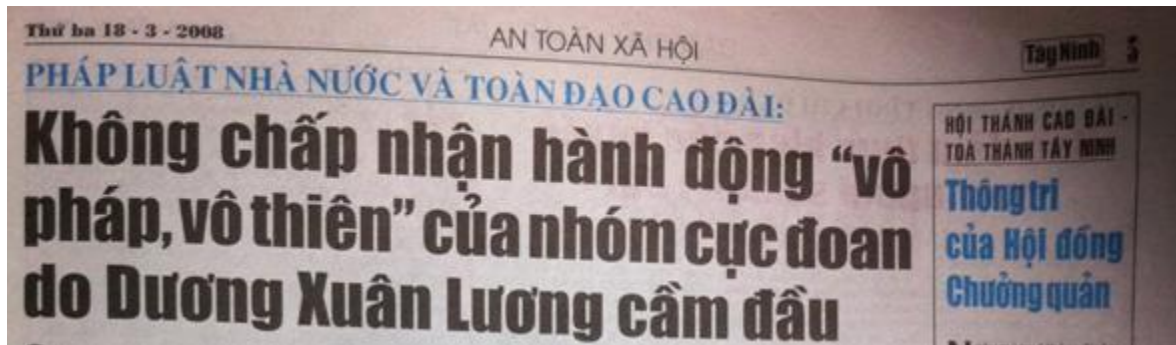 Thứ ba 18 - 3 - 2008
AN TOÀN XÃ HỘI
Tây Ninh 5
PHÁP LUẬT NHÀ NƯỚC VÀ TOÀN ĐẠO CAO ĐÀI:
Không chấp nhận hành động “vô
pháp, vô thiên” của nhóm cực đoan
do Dương Xuân Lương cầm đầu
HỘI THÁNH CAO ĐÀI -
TOÀ THÁNH TÂY NINH
Thông tri
của Hội đồng
Chưởng quản